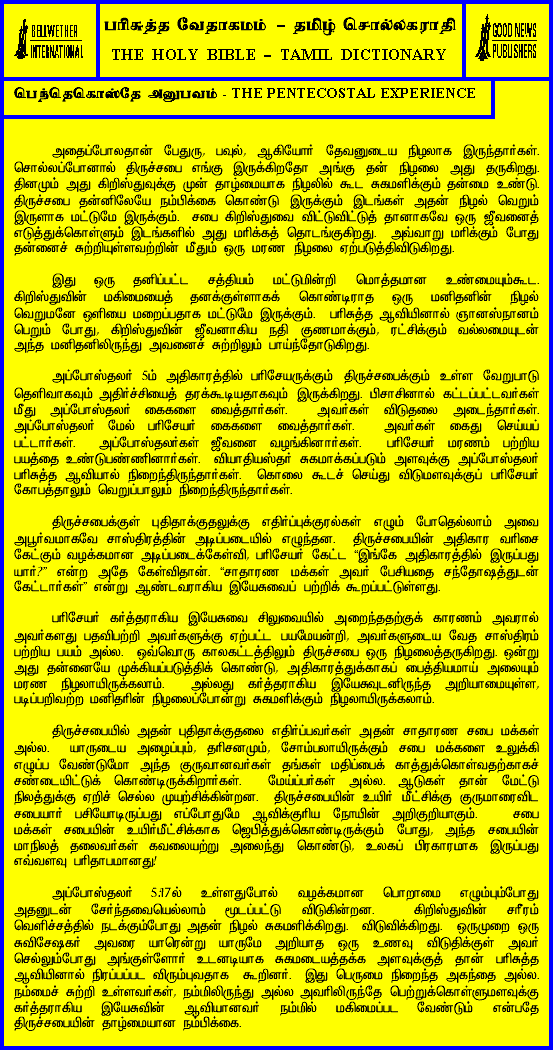 BELLWETHER
INTERNATIONAL
பரிசுத்த வேதாகமம் – தமிழ் சொல்லகராதி
THE HOLY BIBLE – TAMIL DICTIONARY
GOOD NEWS
PUBLISHERS
பெந்தெகொஸ்தே அனுபவம் - THE PENTECOSTAL EXPERIENCE
அதைப்போலதான் பேதுரு, பவுல், ஆகியோர் தேவனுடைய நிழலாக இருந்தார்கள்.
சொல்லப்போனால் திருச்சபை எங்கு இருக்கிறதோ அங்கு தன் நிழலை அது தருகிறது.
தினமும் அது கிறிஸ்துவுக்கு முன் தாழ்மையாக நிழலில் கூட சுகமளிக்கும் தன்மை உண்டு.
திருச்சபை தன்னிலேயே நம்பிக்கை கொண்டு இருக்கும் இடங்கள் அதன் நிழல் வெறும்
இருளாக மட்டுமே இருக்கும். சபை கிறிஸ்துவை விட்டுவிட்டுத் தானாகவே ஒரு ஜீவனைத்
எடுத்துக்கொள்ளும் இடங்களில் அது மரிக்கத் தொடங்குகிறது. அவ்வாறு மரிக்கும் போது
தன்னைச் சுற்றியுள்ளவற்றின் மீதும் ஒரு மரண நிழலை ஏற்படுத்திவிடுகிறது.
இது ஒரு தனிப்பட்ட சத்தியம் மட்டுமின்றி மொத்தமான உண்மையும்கூட.
கிறிஸ்துவின் மகிமையைத் தனக்குள்ளாகக் கொண்டிராத ஒரு மனிதனின் நிழல்
வெறுமனே ஒளியை மறைப்பதாக மட்டுமே இருக்கும். பரிசுத்த ஆவியினால் ஞானஸ்நானம்
பெறும் போது, கிறிஸ்துவின் ஜீவனாகிய நதி குணமாக்கும், ரட்சிக்கும் வல்லமையுடன்
அந்த மனிதனிலிருந்து அவனைச் சுற்றிலும் பாய்ந்தோடுகிறது.
அப்போஸ்தலர் 5ம் அதிகாரத்தில் பரிசேயருக்கும் திருச்சபைக்கும் உள்ள வேறுபாடு
தெளிவாகவும் அதிர்ச்சியைத் தரக்கூடியதாகவும் இருக்கிறது. பிசாசினால் கட்டப்பட்டவர்கள்
மீது அப்போஸ்தலர் கைகளை வைத்தார்கள். அவர்கள் விடுதலை அடைந்தார்கள்.
அப்போஸ்தலர் மேல் பரிசேயர் கைகளை வைத்தார்கள். அவர்கள் கைது செய்யப்
பட்டார்கள். அப்போஸ்தலர்கள் ஜீவனை வழங்கினார்கள். பரிசேயர் மரணம் பற்றிய
பயத்தை உண்டுபண்ணினார்கள். வியாதியஸ்தர் சுகமாக்கப்படும் அளவுக்கு அப்போஸ்தலர்
பரிசுத்த ஆவியால் நிறைந்திருந்தார்கள். கொலை கூடச் செய்து விடுமளவுக்குப் பரிசேயர்
கோபத்தாலும் வெறுப்பாலும் நிறைந்திருந்தார்கள்.
திருச்சபைக்குள் புதிதாக்குதலுக்கு எதிர்ப்புக்குரல்கள் எழும் போதெல்லாம் அவை
அபூர்வமாகவே சாஸ்திரத்தின் அடிப்படையில் எழுந்தன. திருச்சபையின் அதிகார வரிசை
கேட்கும் வழக்கமான அடிப்படைக்கேள்வி, பரிசேயர் கேட்ட “இங்கே அதிகாரத்தில் இருப்பது
யார்?” என்ற அதே கேள்விதான். “சாதாரண மக்கள் அவர் பேசியதை சந்தோஷத்துடன்
கேட்டார்கள்” என்று ஆண்டவராகிய இயேசுவைப் பற்றிக் கூறப்பட்டுள்ளது.
பரிசேயர் கர்த்தராகிய இயேசுவை சிலுவையில் அறைந்ததற்குக் காரணம் அவரால்
அவர்களது பதவிபற்றி அவர்களுக்கு ஏற்பட்ட பயமேயன்றி, அவர்களுடைய வேத சாஸ்திரம்
பற்றிய பயம் அல்ல. ஒவ்வொரு காலகட்டத்திலும் திருச்சபை ஒரு நிழலைத்தருகிறது. ஒன்று
அது தன்னையே முக்கியப்படுத்திக் கொண்டு, அதிகாரத்துக்காகப் பைத்தியமாய் அலையும்
மரண நிழலாயிருக்கலாம். அல்லது கர்த்தராகிய இயேசுவுடனிருந்த அறியாமையுள்ள,
படிப்பறிவற்ற மனிதரின் நிழலைப்போன்று சுகமளிக்கும் நிழலாயிருக்கலாம்.
திருச்சபையில் அதன் புதிதாக்குதலை எதிர்ப்பவர்கள் அதன் சாதாரண சபை மக்கள்
அல்ல. யாருடைய அழைப்பும், தரிசனமும், சோம்பலாயிருக்கும் சபை மக்களை உலுக்கி
எழுப்ப வேண்டுமோ அந்த குருவானவர்கள் தங்கள் மதிப்பைக் காத்துக்கொள்வதற்காகச்
சண்டையிட்டுக் கொண்டிருக்கிறார்கள். மேய்ப்பர்கள் அல்ல. ஆடுகள் தான் மேட்டு
நிலத்துக்கு ஏறிச் செல்ல முயற்சிக்கின்றன. திருச்சபையின் உயிர் மீட்சிக்கு குருமாரைவிட
சபையார் பசியோடிருப்பது எப்போதுமே ஆவிக்குரிய நோயின் அறிகுறியாகும். சபை
மக்கள் சபையின் உயிர்மீட்சிக்காக ஜெபித்துக்கொண்டிருக்கும் போது, அந்த சபையின்
மாநிலத் தலைவர்கள் கவலையற்று அலைந்து கொண்டு, உலகப் பிரகாரமாக இருப்பது
எவ்வளவு பரிதாபமானது!
அப்போஸ்தலர் 5:17ல் உள்ளதுபோல் வழக்கமான பொறாமை எழும்பும்போது
அதனுடன் சேர்ந்தவையெல்லாம் மூடப்பட்டு விடுகின்றன. கிறிஸ்துவின் சரீரம்
வெளிச்சத்தில் நடக்கும்போது அதன் நிழல் சுகமளிக்கிறது. விடுவிக்கிறது. ஒருமுறை ஒரு
சுவிசேஷகர் அவரை யாரென்று யாருமே அறியாத ஒரு உணவு விடுதிக்குள் அவர்
செல்லும்போது அங்குள்ளோர் உடனடியாக சுகமடையத்தக்க அளவுக்குத் தான் பரிசுத்த
ஆவியினால் நிரப்பப்பட விரும்புவதாக கூறினர். இது பெருமை நிறைந்த அகந்தை அல்ல.
நம்மைச் சுற்றி உள்ளவர்கள், நம்மிலிருந்து அல்ல அவரிலிருந்தே பெற்றுக்கொள்ளுமளவுக்கு
கர்த்தராகிய இயேசுவின் ஆவியானவர் நம்மில் மகிமைப்பட வேண்டும் என்பதே
திருச்சபையின் தாழ்மையான நம்பிக்கை.